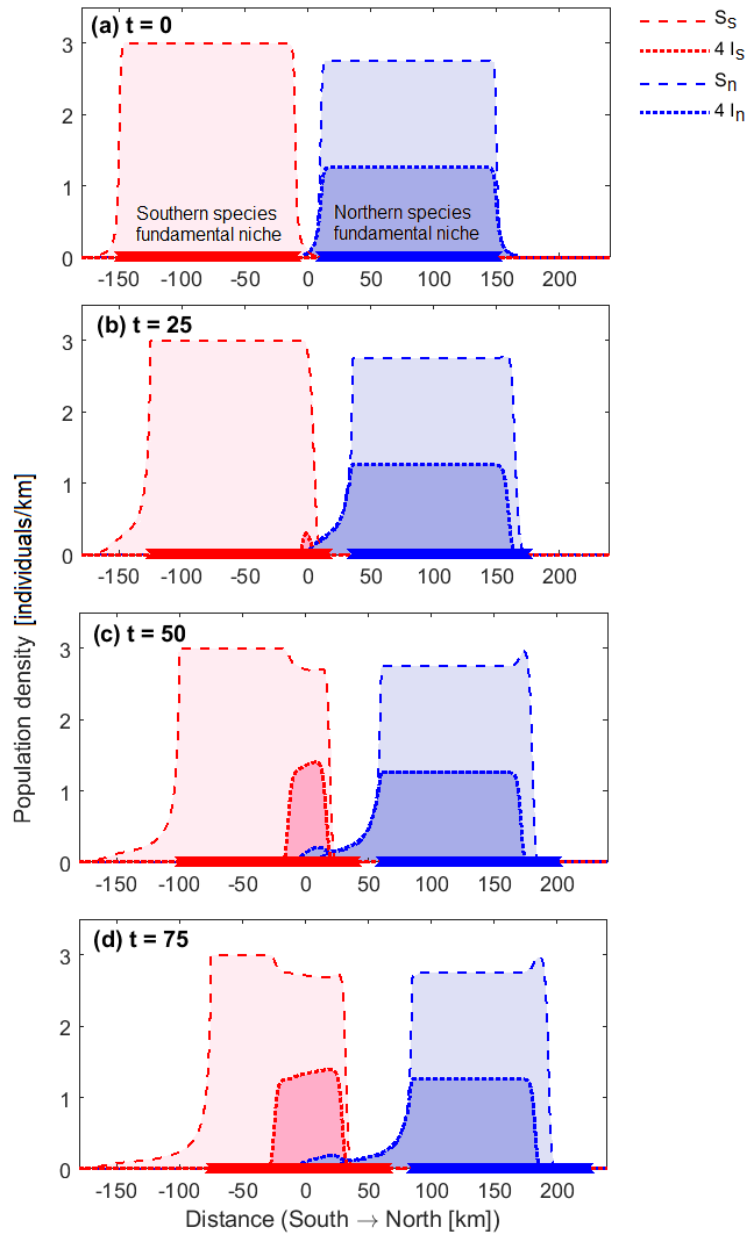 (a) t = 0
S_s
4 I_s
S_n
4 I_n
3
2
1
0
Southern species
fundamental niche
Northern species
fundamental niche
-150 -100 -50 0 50 100 150 200
(b) t = 25
3
2
1
0
-150 -100 -50 0 50 100 150 200
Population density [individuals/km]
(c) t = 50
3
2
1
0
-150 -100 -50 0 50 100 150 200
(d) t = 75
3
2
1
0
-150 -100 -50 0 50 100 150 200
Distance (South → North [km])